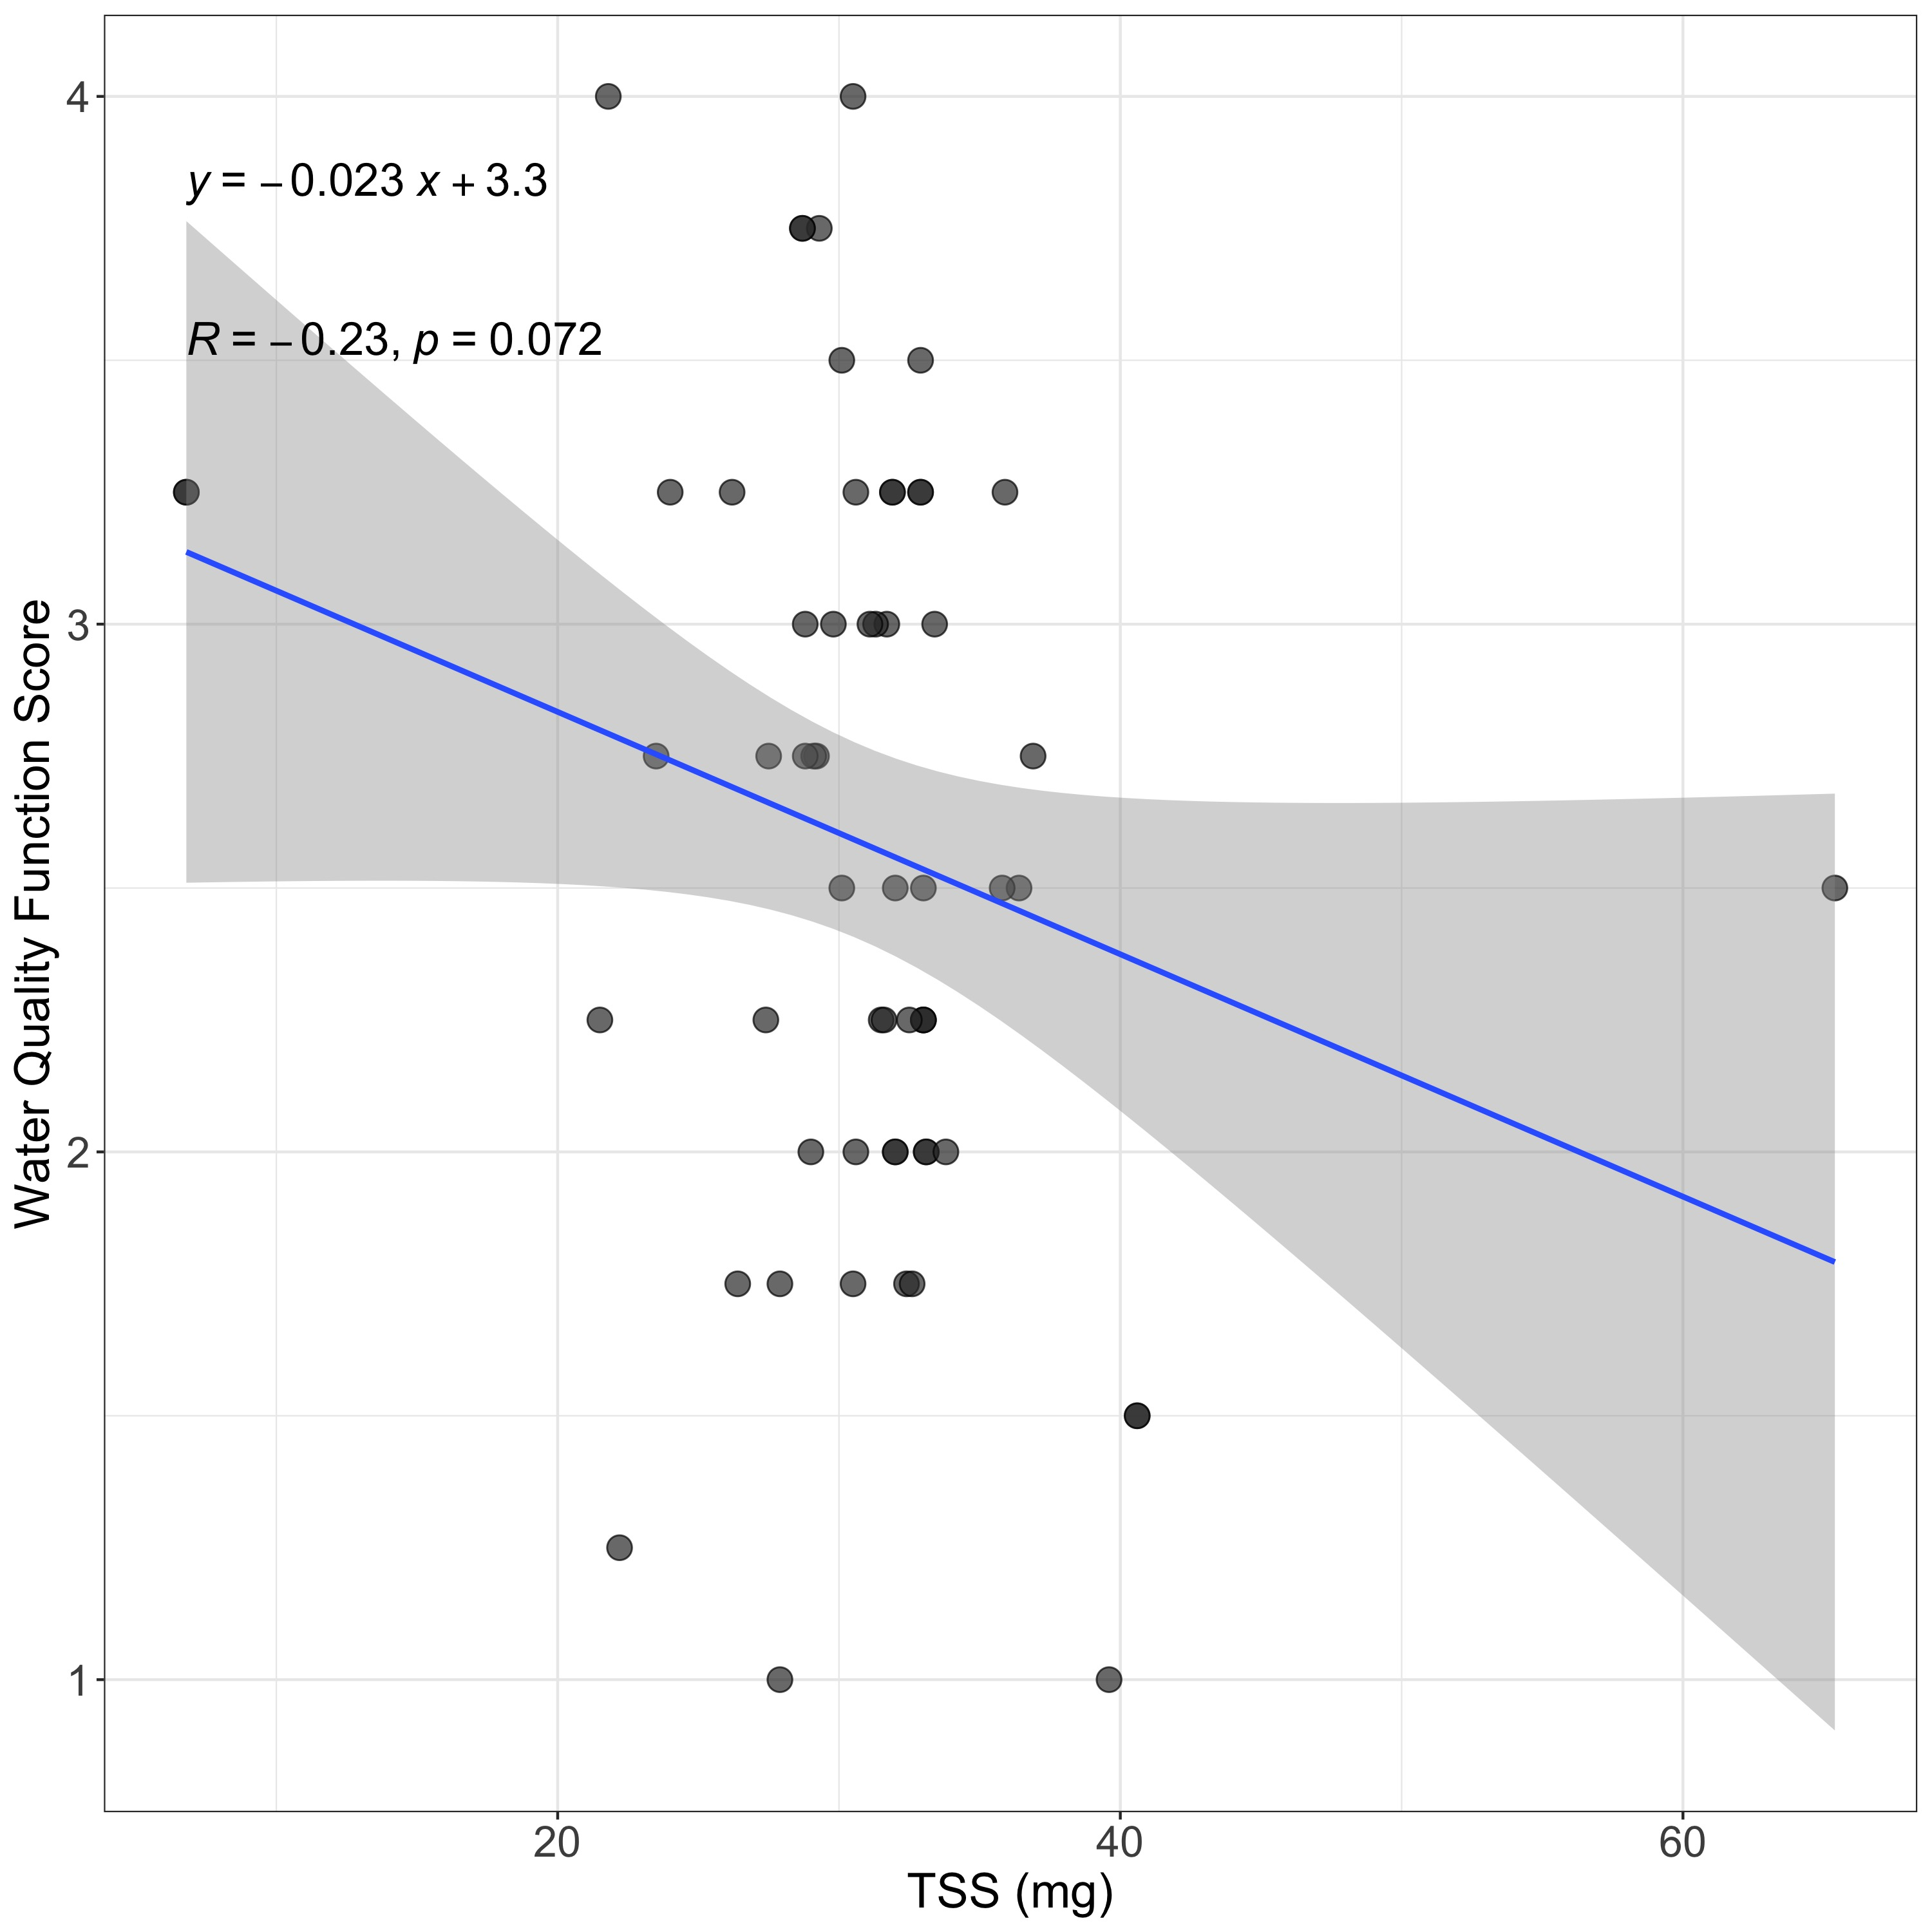 4
y = −0.023 x + 3.3
R = −0.23, p = 0.072
3
Water Quality Function Score
2
1
20 40 60
TSS (mg)